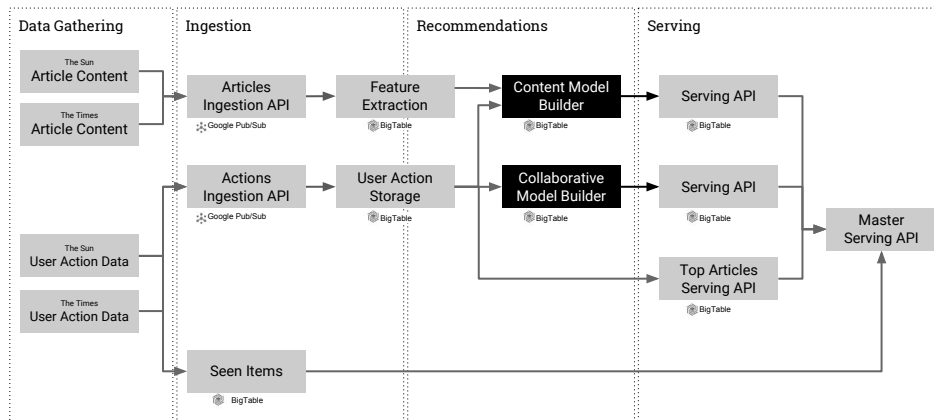 Data Gathering
Ingestion
Recommendations
Serving
The Sun
Article Content
The Times
Article Content
Articles
Ingestion API
Google Pub/Sub
Feature
Extraction
BigTable
Content Model
Builder
BigTable
Serving API
BigTable
Actions
Ingestion API
Google Pub/Sub
User Action
Storage
BigTable
Collaborative
Model Builder
BigTable
Serving API
BigTable
The Sun
User Action Data
The Times
User Action Data
Top Articles
Serving API
BigTable
Master
Serving API
Seen Items
BigTable